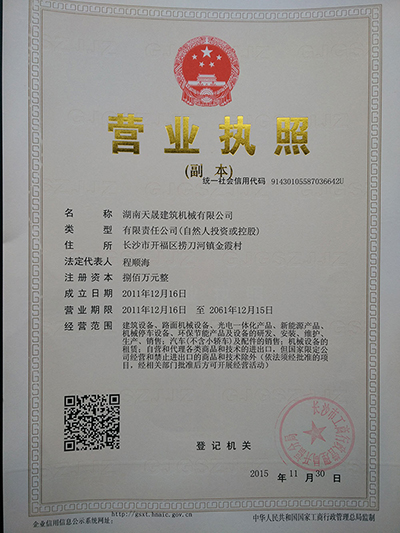 营业执照
(副 本)
统一社会信用代码 91430105587036642U
名 称 湖南天晟建筑机械有限公司
类 型 有限责任公司(自然人投资或控股)
住 所 长沙市开福区捞刀河镇金霞村
法定代表人 程顺海
注册资本 捌佰万元整
成立日期 2011年12月16日
营业期限 2011年12月16日 至 2061年12月15日
经营范围 建筑设备、路面机械设备、光电一体化产品、新能源产品、
机械停车设备、环保节能产品及设备的研发、安装、维护、
生产、销售；汽车(不含小轿车)及配件的销售；机械设备的
租赁；自营和代理各类商品和技术的进出口，但国家限定公
司经营和禁止进出口的商品和技术除外(依法须经批准的项
目，经相关部门批准后方可开展经营活动)
登记机关
2015 年 11 月 30 日
http://gsxt.hnaic.gov.cn
企业信用信息公示系统网址：
中华人民共和国国家工商行政管理总局监制